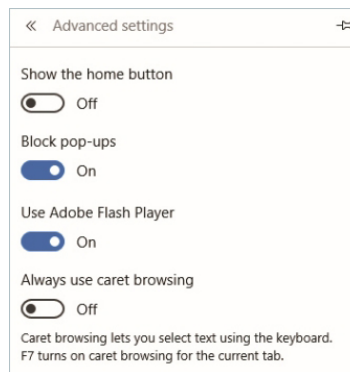 « Advanced settings
Show the home button
Off
Block pop-ups
On
Use Adobe Flash Player
On
Always use caret browsing
Off
Caret browsing lets you select text using the keyboard.
F7 turns on caret browsing for the current tab.